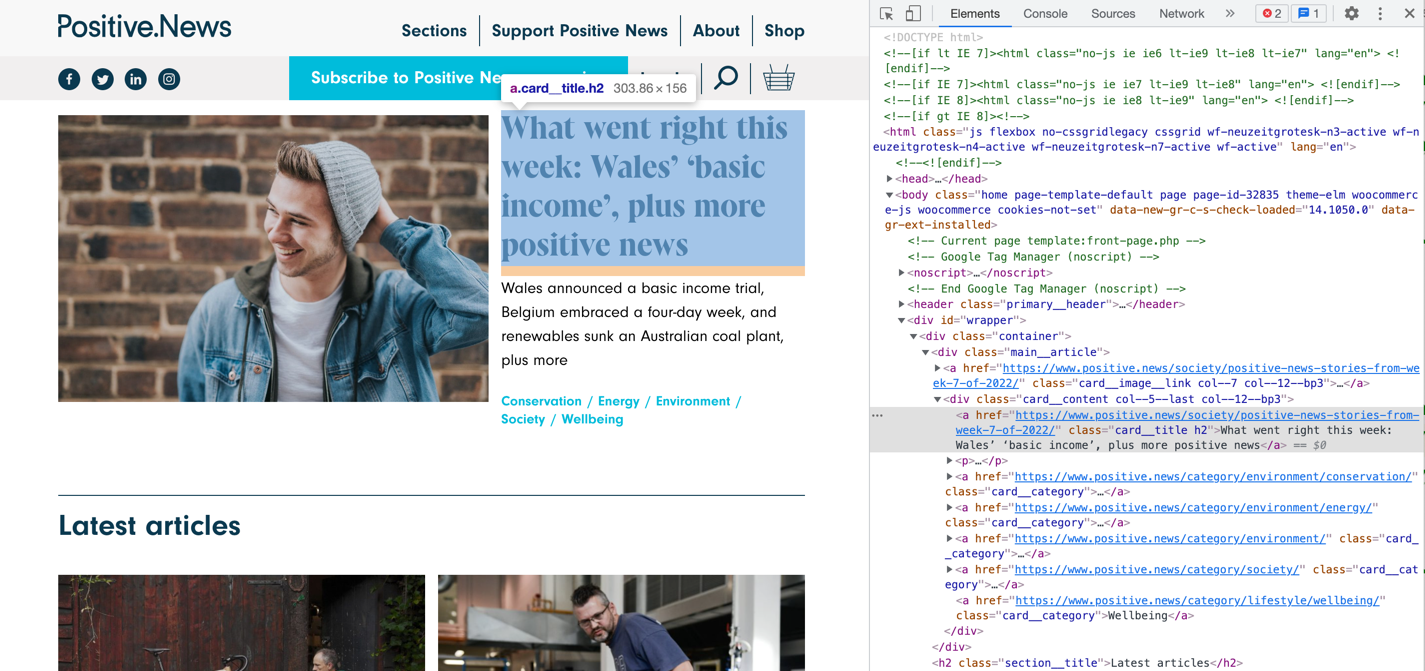 Positive.News
Sections
Support Positive News
About
Shop
Subscribe to Positive Ne
a.card__title.h2 303.86 × 156
What went right this
week: Wales’ ‘basic
income’, plus more
positive news
Wales announced a basic income trial,
Belgium embraced a four-day week, and
renewables sunk an Australian coal plant,
plus more
Conservation / Energy / Environment /
Society / Wellbeing
Latest articles
Elements Console Sources Network » 2 1
<!DOCTYPE html>
<!--[if lt IE 7]><html class="no-js ie ie6 lt-ie9 lt-ie8 lt-ie7" lang="en"> <!
[endif]-->
<!--[if IE 7]><html class="no-js ie ie7 lt-ie9 lt-ie8" lang="en"> <![endif]-->
<!--[if IE 8]><html class="no-js ie ie8 lt-ie9" lang="en"> <![endif]-->
<!--[if gt IE 8]><!-->
<html class="js flexbox no-cssgridlegacy cssgrid wf-neuzeitgrotesk-n3-active wf-n
euzeitgrotesk-n4-active wf-neuzeitgrotesk-n7-active wf-active" lang="en">
<!--<![endif]-->
<head>…</head>
<body class="home page-template-default page page-id-32835 theme-elm woocommerc
e-js woocommerce cookies-not-set" data-new-gr-c-s-check-loaded="14.1050.0" data-
gr-ext-installed>
<!-- Current page template:front-page.php -->
<!-- Google Tag Manager (noscript) -->
<noscript>…</noscript>
<!-- End Google Tag Manager (noscript) -->
<header class="primary__header">…</header>
<div id="wrapper">
<div class="container">
<div class="main__article">
<a href="https://www.positive.news/society/positive-news-stories-from-we
ek-7-of-2022/" class="card__image__link col--7 col--12--bp3">…</a>
<div class="card__content col--5--last col--12--bp3">
<a href="https://www.positive.news/society/positive-news-stories-from-
week-7-of-2022/" class="card__title h2">What went right this week:
Wales’ ‘basic income’, plus more positive news</a> == $0
<p>…</p>
<a href="https://www.positive.news/category/environment/conservation/"
class="card__category">…</a>
<a href="https://www.positive.news/category/environment/energy/"
class="card__category">…</a>
<a href="https://www.positive.news/category/environment/" class="card_
_category">…</a>
<a href="https://www.positive.news/category/society/" class="card__cat
egory">…</a>
<a href="https://www.positive.news/category/lifestyle/wellbeing/"
class="card__category">Wellbeing</a>
</div>
</div>
<h2 class="section__title">Latest articles</h2>